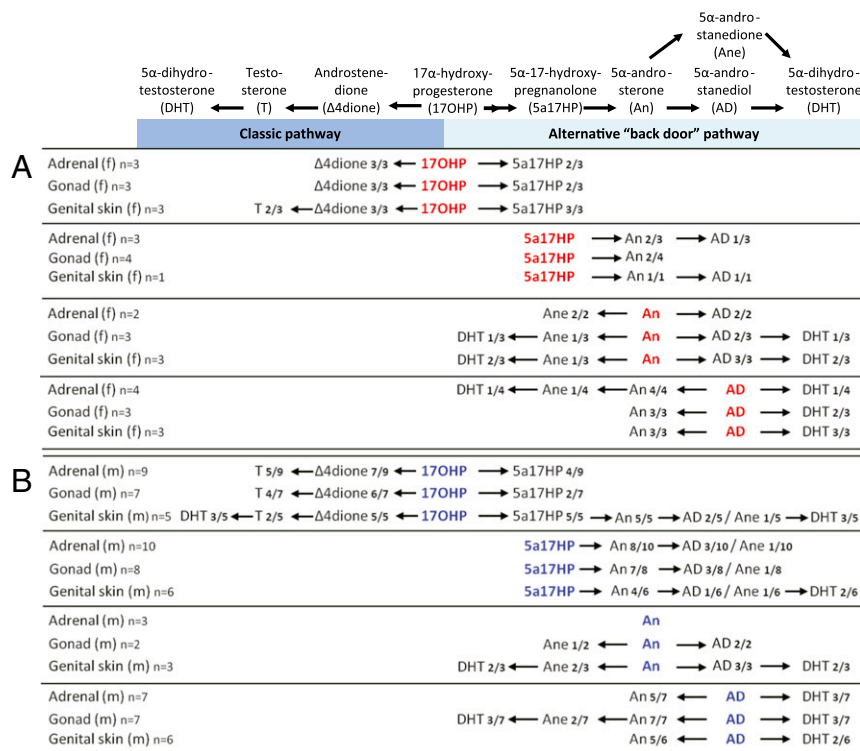 5α-andro-
stanedione
(Ane)
5α-dihydro-
testosterone
(DHT)
Testo-
sterone
(T)
Androstene-
dione
(Δ4dione)
17α-hydroxy-
progesterone
(17OHP)
5α-17-hydroxy-
pregnanolone
(5a17HP)
5α-andro-
sterone
(An)
5α-andro-
stanediol
(AD)
5α-dihydro-
testosterone
(DHT)
Classic pathway Alternative "back door" pathway
A
Adrenal (f) n=3 Δ4dione 3/3 17OHP 5a17HP 2/3
Gonad (f) n=3 Δ4dione 3/3 17OHP 5a17HP 2/3
Genital skin (f) n=3 T 2/3 Δ4dione 3/3 17OHP 5a17HP 3/3
Adrenal (f) n=3 5a17HP An 2/3 AD 1/3
Gonad (f) n=4 5a17HP An 2/4
Genital skin (f) n=1 5a17HP An 1/1 AD 1/1
Adrenal (f) n=2 Ane 2/2 An AD 2/2
Gonad (f) n=3 DHT 1/3 Ane 1/3 An AD 2/3 DHT 1/3
Genital skin (f) n=3 DHT 2/3 Ane 1/3 An AD 3/3 DHT 2/3
Adrenal (f) n=4 DHT 1/4 Ane 1/4 An 4/4 AD DHT 1/4
Gonad (f) n=3 An 3/3 AD DHT 2/3
Genital skin (f) n=3 An 3/3 AD DHT 3/3
B
Adrenal (m) n=9 T 5/9 Δ4dione 7/9 17OHP 5a17HP 4/9
Gonad (m) n=7 T 4/7 Δ4dione 6/7 17OHP 5a17HP 2/7
Genital skin (m) n=5 DHT 3/5 T 2/5 Δ4dione 5/5 17OHP 5a17HP 5/5 An 5/5 AD 2/5 / Ane 1/5 DHT 3/5
Adrenal (m) n=10 5a17HP An 8/10 AD 3/10 / Ane 1/10
Gonad (m) n=8 5a17HP An 7/8 AD 3/8 / Ane 1/8
Genital skin (m) n=6 5a17HP An 4/6 AD 1/6 / Ane 1/6 DHT 2/6
Adrenal (m) n=3 An
Gonad (m) n=2 Ane 1/2 An AD 2/2
Genital skin (m) n=3 DHT 2/3 Ane 2/3 An AD 3/3 DHT 2/3
Adrenal (m) n=7 An 5/7 AD DHT 3/7
Gonad (m) n=7 DHT 3/7 Ane 2/7 An 7/7 AD DHT 3/7
Genital skin (m) n=6 An 5/6 AD DHT 2/6